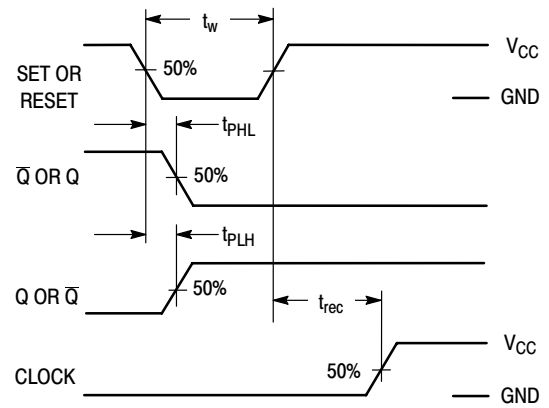 t_w
V_CC
50%
SET OR
RESET
GND
t_PHL
Q̅ OR Q
50%
t_PLH
Q OR Q̅
50%
t_rec
V_CC
50%
CLOCK
GND